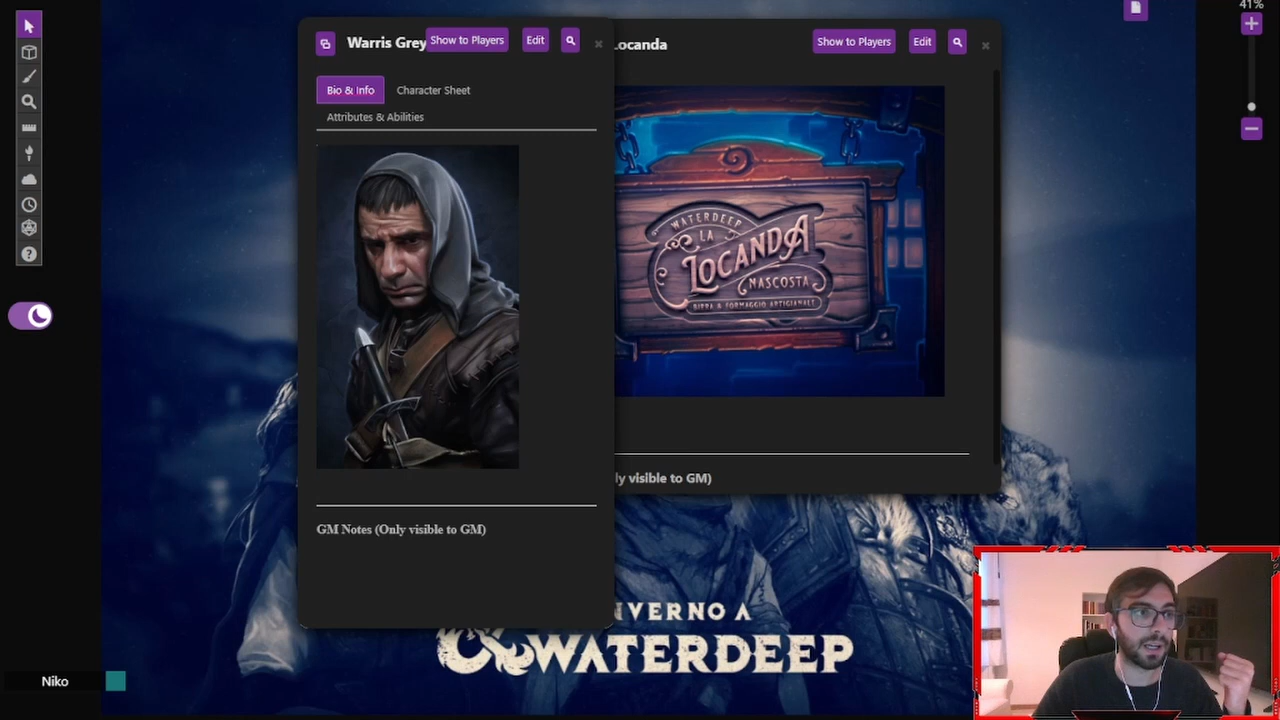 41%
Warris Grey
Show to Players
Edit
Locanda
Show to Players
Edit
Bio & Info
Character Sheet
Attributes & Abilities
WATERDEEP
LA
LOCANDA
NASCOSTA
BIRRA & FORMAGGIO ARTIGIANALE
ly visible to GM)
GM Notes (Only visible to GM)
NVERNO A
WATERDEEP
Niko